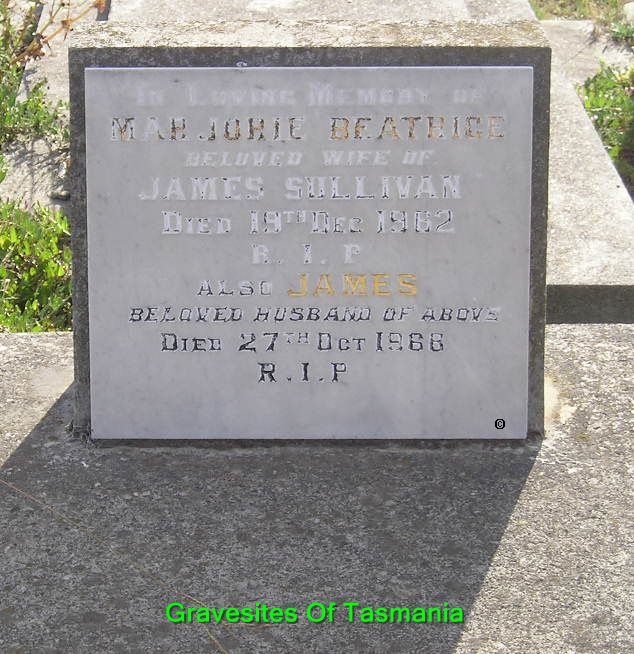 In Loving Memory of
MARJORIE BEATRICE
BELOVED WIFE OF
JAMES SULLIVAN
DIED 19TH DEC 1962
R.I.P
ALSO JAMES
BELOVED HUSBAND OF ABOVE
DIED 27TH OCT 1966
R.I.P
©
Gravesites Of Tasmania